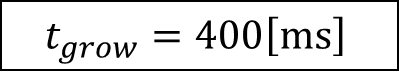 t_grow = 400[ms]